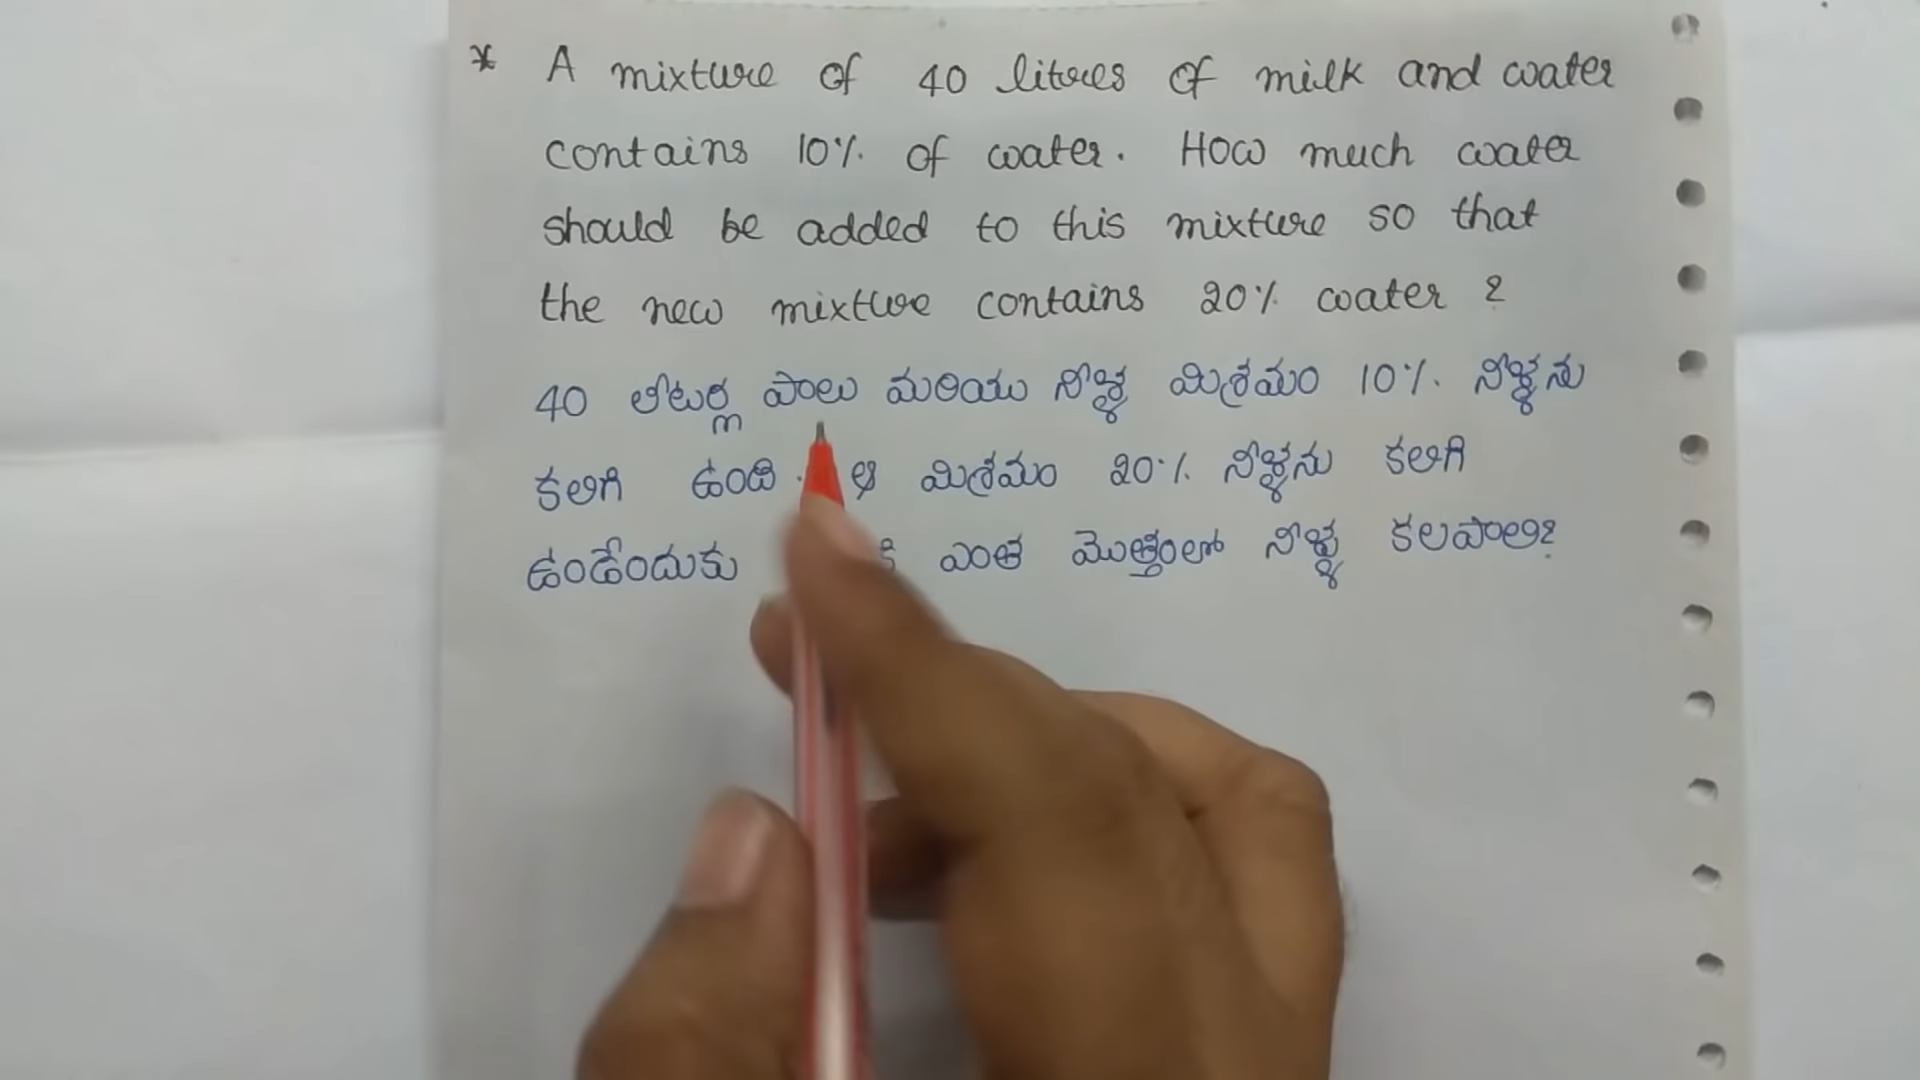 * A mixture of 40 litres of milk and water
contains 10% of water. How much water
should be added to this mixture so that
the new mixture contains 20% water ?
40 లీటర్ల పాలు మరియు నీళ్ళ మిశ్రమం 10% నీళ్ళను
కలిగి ఉంది. ఆ మిశ్రమం 20% నీళ్ళను కలిగి
ఉండేందుకు ఎంత మొత్తంలో నీళ్ళు కలపాలి?